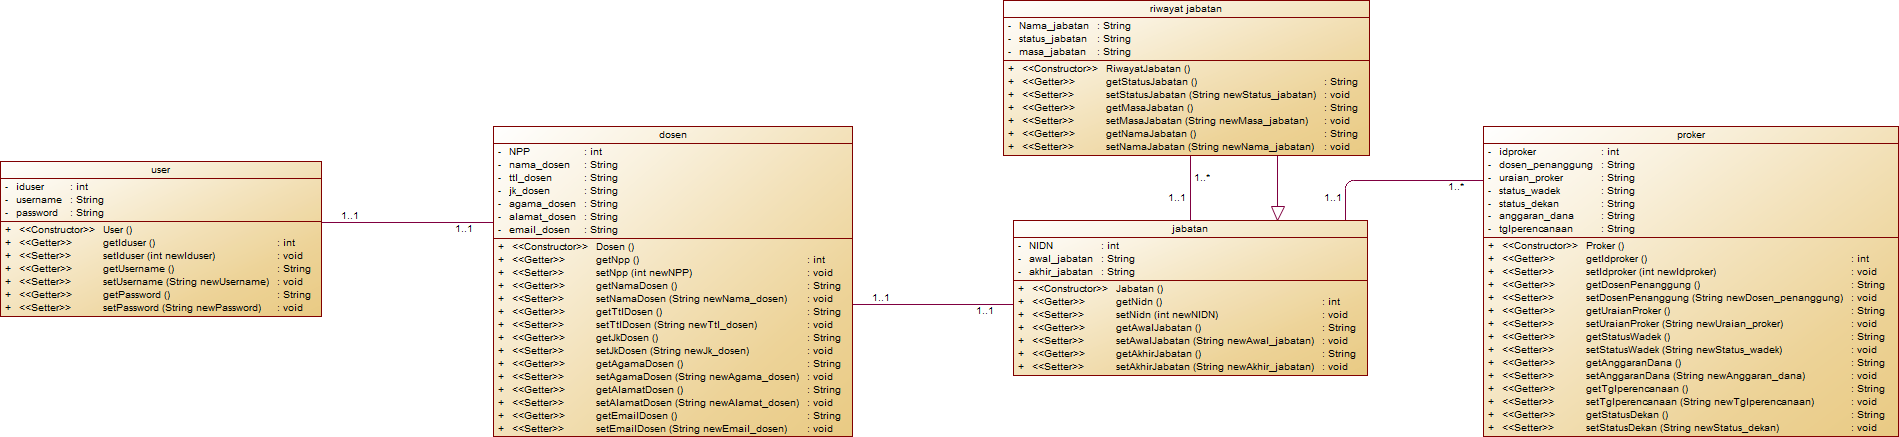 user
- iduser : int
- username : String
- password : String
+ <<Constructor>> User ()
+ <<Getter>> getIduser () : int
+ <<Setter>> setIduser (int newIduser) : void
+ <<Getter>> getUsername () : String
+ <<Setter>> setUsername (String newUsername) : void
+ <<Getter>> getPassword () : String
+ <<Setter>> setPassword (String newPassword) : void
1..1
1..1
dosen
- NPP : int
- nama_dosen : String
- ttl_dosen : String
- jk_dosen : String
- agama_dosen : String
- alamat_dosen : String
- email_dosen : String
+ <<Constructor>> Dosen ()
+ <<Getter>> getNpp () : int
+ <<Setter>> setNpp (int newNPP) : void
+ <<Getter>> getNamaDosen () : String
+ <<Setter>> setNamaDosen (String newNama_dosen) : void
+ <<Getter>> getTtlDosen () : String
+ <<Setter>> setTtlDosen (String newTtl_dosen) : void
+ <<Getter>> getJkDosen () : String
+ <<Setter>> setJkDosen (String newJk_dosen) : void
+ <<Getter>> getAgamaDosen () : String
+ <<Setter>> setAgamaDosen (String newAgama_dosen) : void
+ <<Getter>> getAlamatDosen () : String
+ <<Setter>> setAlamatDosen (String newAlamat_dosen) : void
+ <<Getter>> getEmailDosen () : String
+ <<Setter>> setEmailDosen (String newEmail_dosen) : void
1..1
1..1
riwayat jabatan
- Nama_jabatan : String
- status_jabatan : String
- masa_jabatan : String
+ <<Constructor>> RiwayatJabatan ()
+ <<Getter>> getStatusJabatan () : String
+ <<Setter>> setStatusJabatan (String newStatus_jabatan) : void
+ <<Getter>> getMasaJabatan () : String
+ <<Setter>> setMasaJabatan (String newMasa_jabatan) : void
+ <<Getter>> getNamaJabatan () : String
+ <<Setter>> setNamaJabatan (String newNama_jabatan) : void
1..*
1..1
1..1
1..*
jabatan
- NIDN : int
- awal_jabatan : String
- akhir_jabatan : String
+ <<Constructor>> Jabatan ()
+ <<Getter>> getNidn () : int
+ <<Setter>> setNidn (int newNIDN) : void
+ <<Getter>> getAwalJabatan () : String
+ <<Setter>> setAwalJabatan (String newAwal_jabatan) : void
+ <<Getter>> getAkhirJabatan () : String
+ <<Setter>> setAkhirJabatan (String newAkhir_jabatan) : void
proker
- idproker : int
- dosen_penanggung : String
- uraian_proker : String
- status_wadek : String
- status_dekan : String
- anggaran_dana : String
- tglperencanaan : String
+ <<Constructor>> Proker ()
+ <<Getter>> getIdproker () : int
+ <<Setter>> setIdproker (int newIdproker) : void
+ <<Getter>> getDosenPenanggung () : String
+ <<Setter>> setDosenPenanggung (String newDosen_penanggung) : void
+ <<Getter>> getUraianProker () : String
+ <<Setter>> setUraianProker (String newUraian_proker) : void
+ <<Getter>> getStatusWadek () : String
+ <<Setter>> setStatusWadek (String newStatus_wadek) : void
+ <<Getter>> getAnggaranDana () : String
+ <<Setter>> setAnggaranDana (String newAnggaran_dana) : void
+ <<Getter>> getTglperencanaan () : String
+ <<Setter>> setTglperencanaan (String newTglperencanaan) : void
+ <<Getter>> getStatusDekan () : String
+ <<Setter>> setStatusDekan (String newStatus_dekan) : void